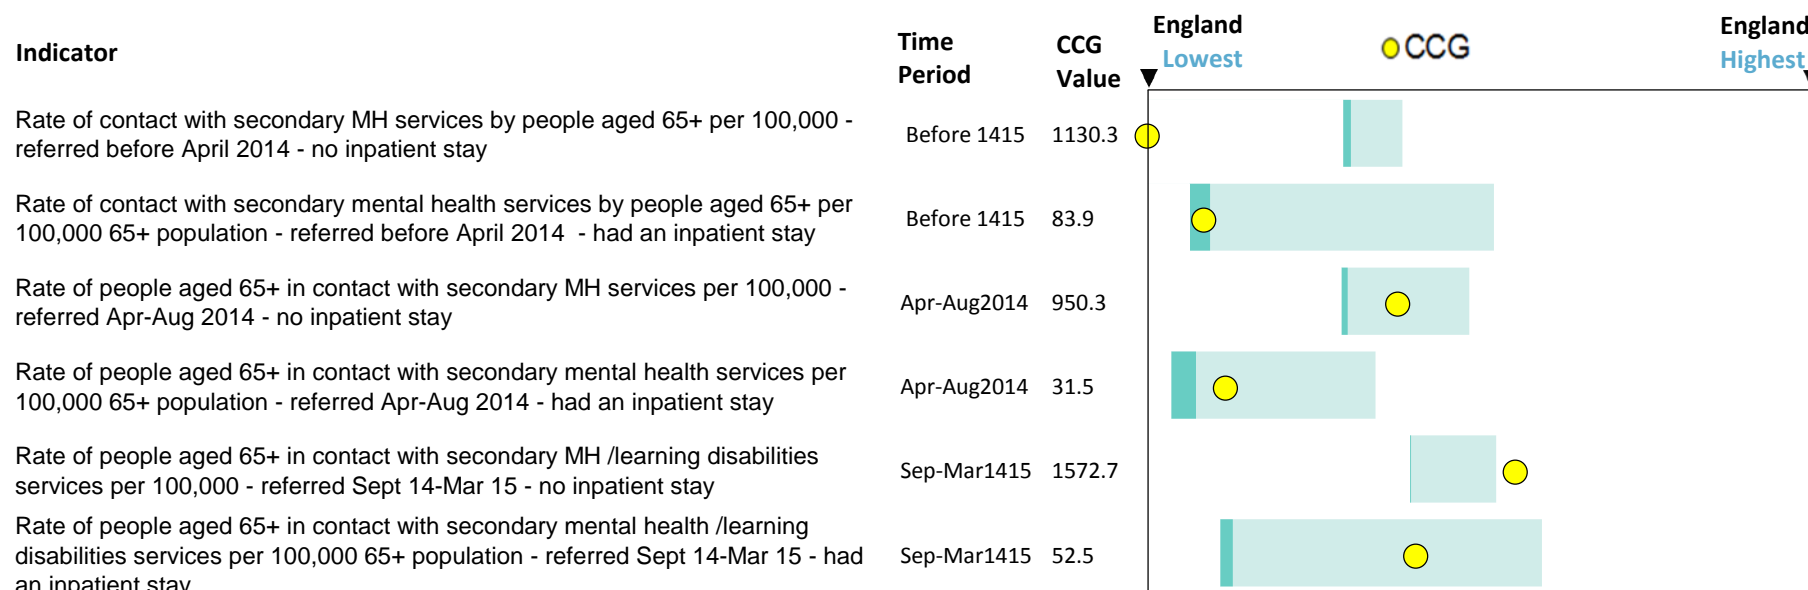 Indicator
Time
Period
CCG
Value
England
Lowest
CCG
England
Highest
Rate of contact with secondary MH services by people aged 65+ per 100,000 -
referred before April 2014 - no inpatient stay
Before 1415 1130.3
Rate of contact with secondary mental health services by people aged 65+ per
100,000 65+ population - referred before April 2014 - had an inpatient stay
Before 1415 83.9
Rate of people aged 65+ in contact with secondary MH services per 100,000 -
referred Apr-Aug 2014 - no inpatient stay
Apr-Aug2014 950.3
Rate of people aged 65+ in contact with secondary mental health services per
100,000 65+ population - referred Apr-Aug 2014 - had an inpatient stay
Apr-Aug2014 31.5
Rate of people aged 65+ in contact with secondary MH /learning disabilities
services per 100,000 - referred Sept 14-Mar 15 - no inpatient stay
Sep-Mar1415 1572.7
Rate of people aged 65+ in contact with secondary mental health /learning
disabilities services per 100,000 65+ population - referred Sept 14-Mar 15 - had
an inpatient stay
Sep-Mar1415 52.5